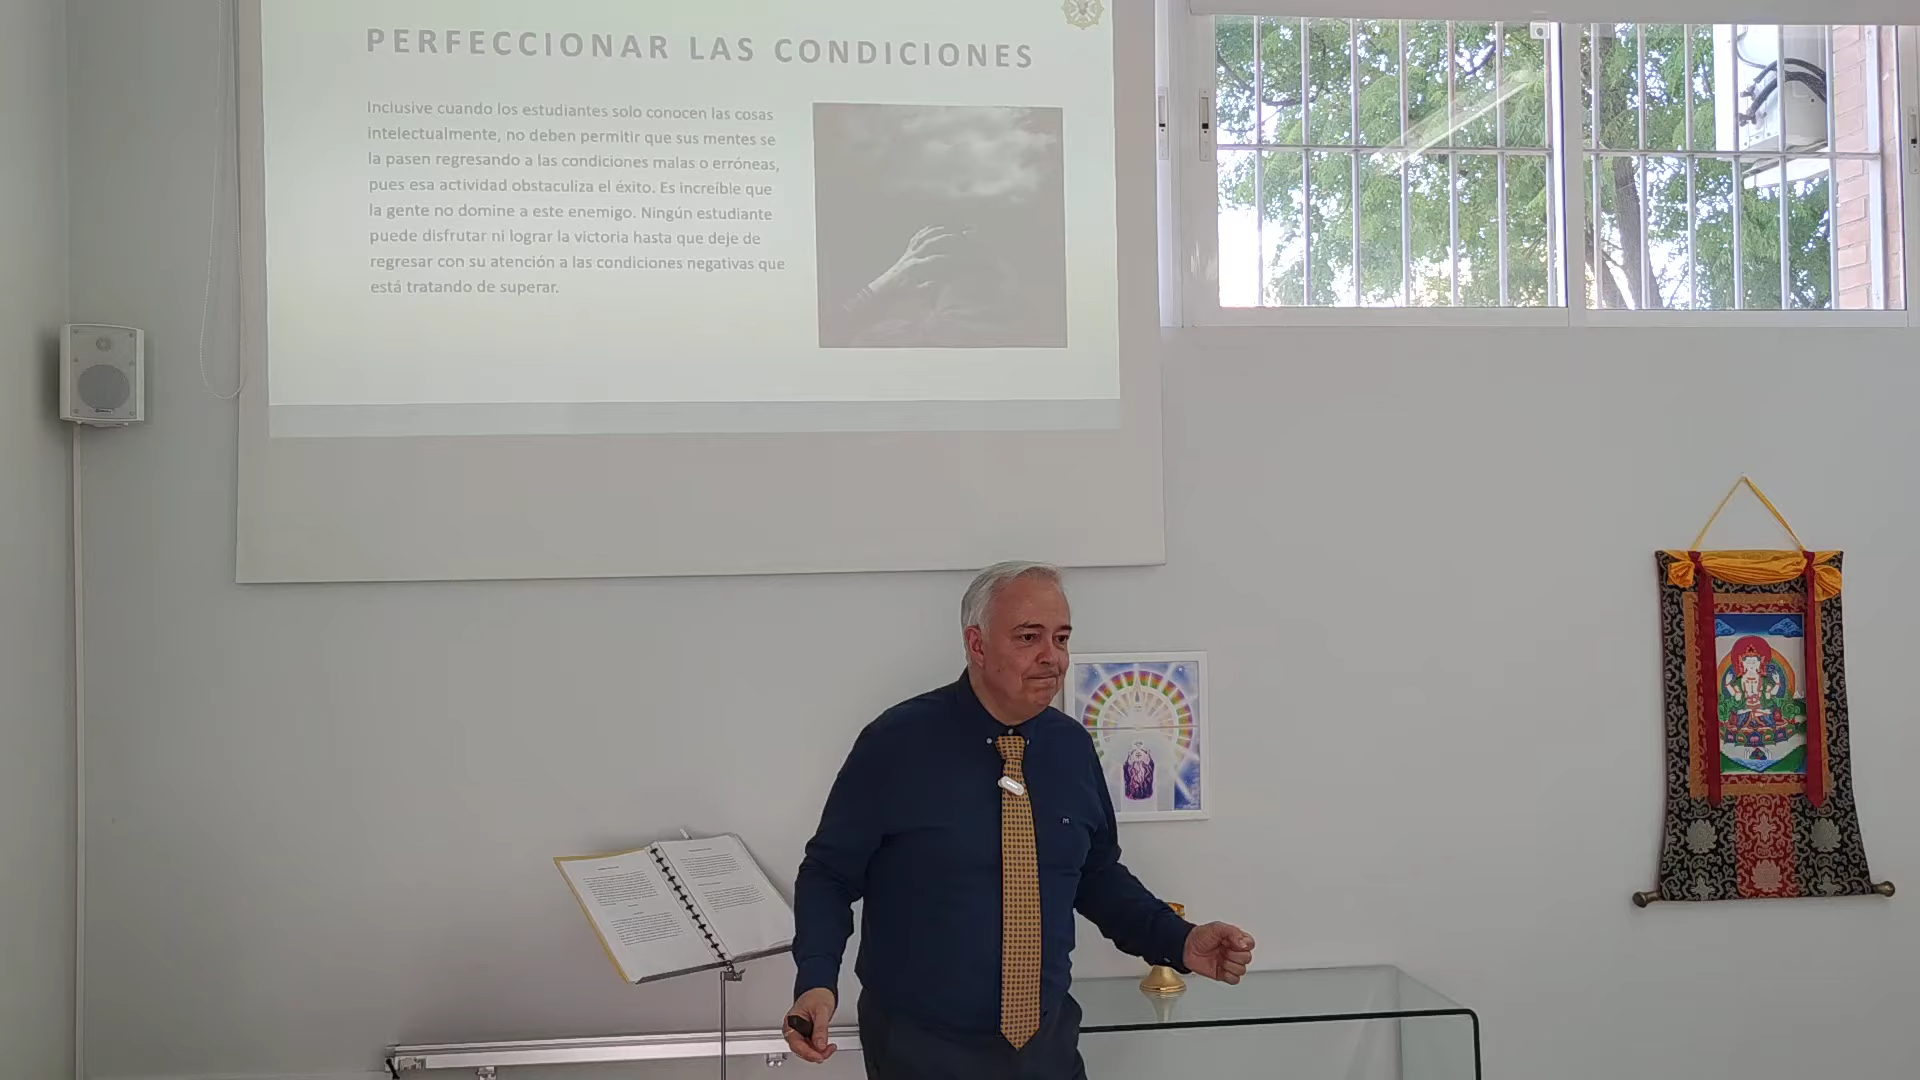 PERFECCIONAR LAS CONDICIONES
Inclusive cuando los estudiantes solo conocen las cosas
intelectualmente, no deben permitir que sus mentes se
la pasen regresando a las condiciones malas o erróneas,
pues esa actividad obstaculiza el éxito. Es increíble que
la gente no domine a este enemigo. Ningún estudiante
puede disfrutar ni lograr la victoria hasta que deje de
regresar con su atención a las condiciones negativas que
está tratando de superar.